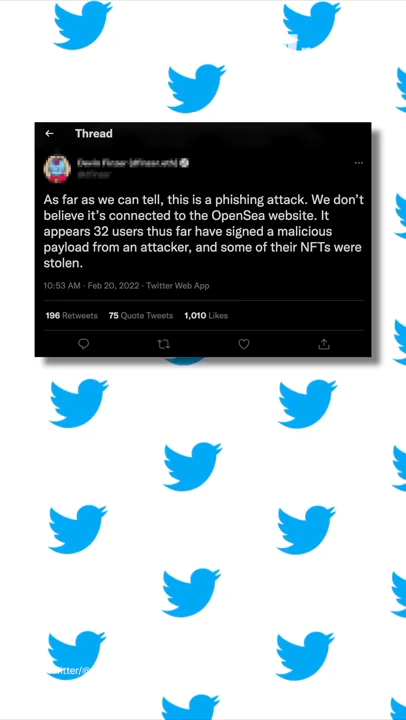 Thread
As far as we can tell, this is a phishing attack. We don’t
believe it’s connected to the OpenSea website. It
appears 32 users thus far have signed a malicious
payload from an attacker, and some of their NFTs were
stolen.
10:53 AM · Feb 20, 2022 · Twitter Web App
196 Retweets 75 Quote Tweets 1,010 Likes